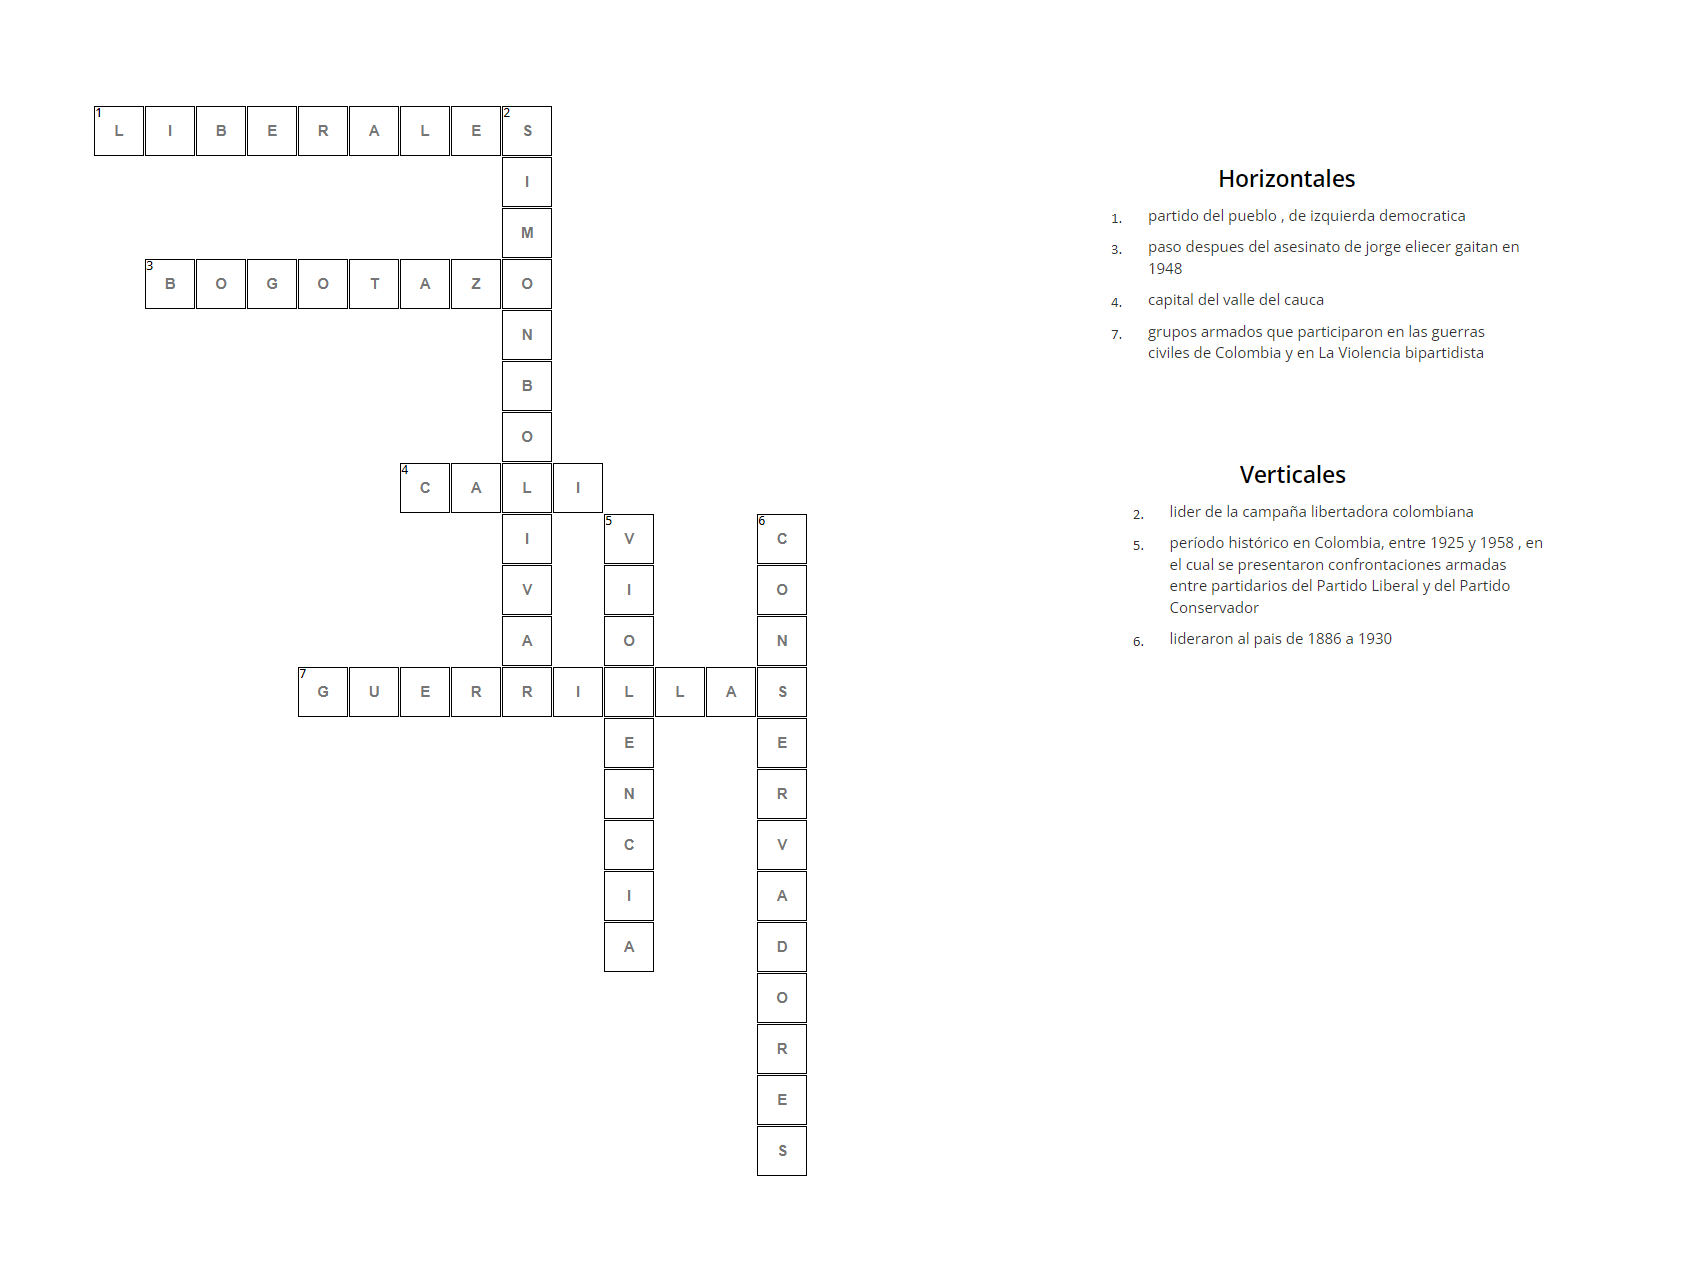 1 2
L I B E R A L E S
I
M
3
B O G O T A Z O
N
B
O
4
C A L I
5 6
I V C
V I O
A O N
7
G U E R R I L L A S
E E
N R
C V
I A
A D
O
R
E
S
Horizontales
1. partido del pueblo , de izquierda democratica
3. paso despues del asesinato de jorge eliecer gaitan en
1948
4. capital del valle del cauca
7. grupos armados que participaron en las guerras
civiles de Colombia y en La Violencia bipartidista
Verticales
2. lider de la campaña libertadora colombiana
5. período histórico en Colombia, entre 1925 y 1958 , en
el cual se presentaron confrontaciones armadas
entre partidarios del Partido Liberal y del Partido
Conservador
6. lideraron al pais de 1886 a 1930